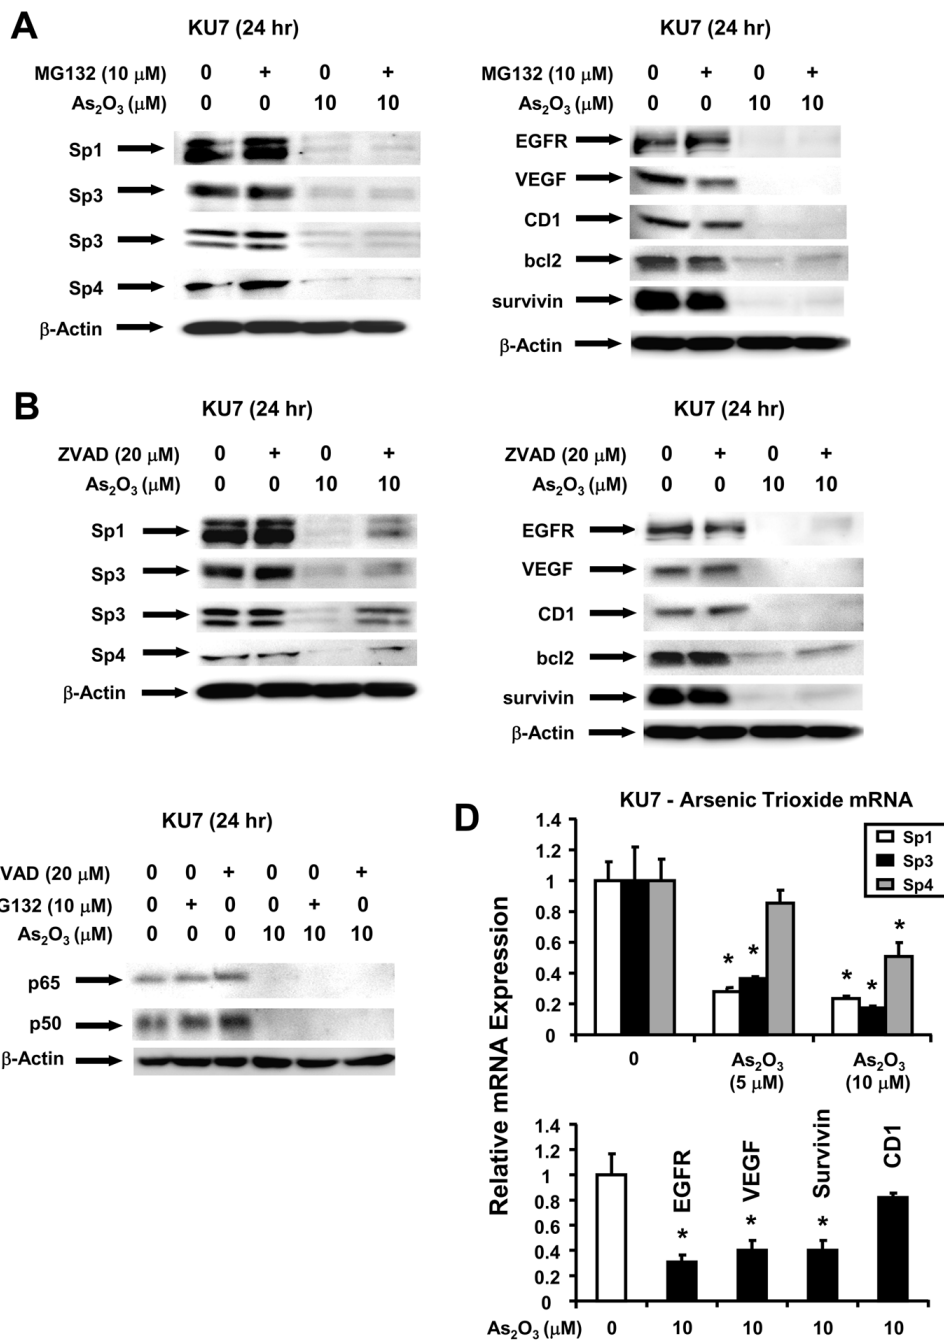 A
KU7 (24 hr)
MG132 (10 μM) 0 + 0 +
As2O3 (μM) 0 0 10 10
Sp1
Sp3
Sp3
Sp4
β-Actin
KU7 (24 hr)
MG132 (10 μM) 0 + 0 +
As2O3 (μM) 0 0 10 10
EGFR
VEGF
CD1
bcl2
survivin
β-Actin
B
KU7 (24 hr)
ZVAD (20 μM) 0 + 0 +
As2O3 (μM) 0 0 10 10
Sp1
Sp3
Sp3
Sp4
β-Actin
KU7 (24 hr)
ZVAD (20 μM) 0 + 0 +
As2O3 (μM) 0 0 10 10
EGFR
VEGF
CD1
bcl2
survivin
β-Actin
KU7 (24 hr)
VAD (20 μM) 0 0 + 0 0 +
G132 (10 μM) 0 + 0 0 + 0
As2O3 (μM) 0 0 0 10 10 10
p65
p50
β-Actin
D
KU7 - Arsenic Trioxide mRNA
Relative mRNA Expression
1.4
1.2
1
0.8
0.6
0.4
0.2
0
Sp1
Sp3
Sp4
* * * * *
0 As2O3 As2O3
(5 μM) (10 μM)
1.4
1.2
1
0.8
0.6
0.4
0.2
0
EGFR
VEGF
Survivin
CD1
* * *
As2O3 (μM) 0 10 10 10 10